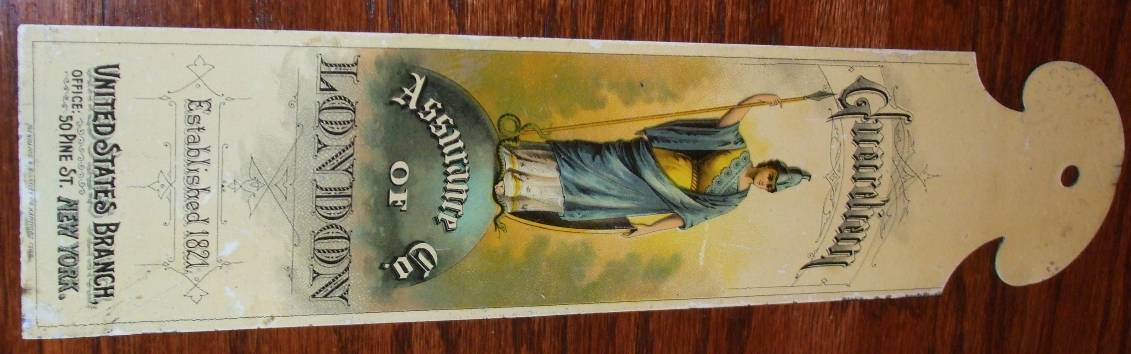 Guardian
Assurance Co.
OF
LONDON
Established 1821.
UNITED STATES BRANCH,
OFFICE: 50 PINE ST. NEW YORK.